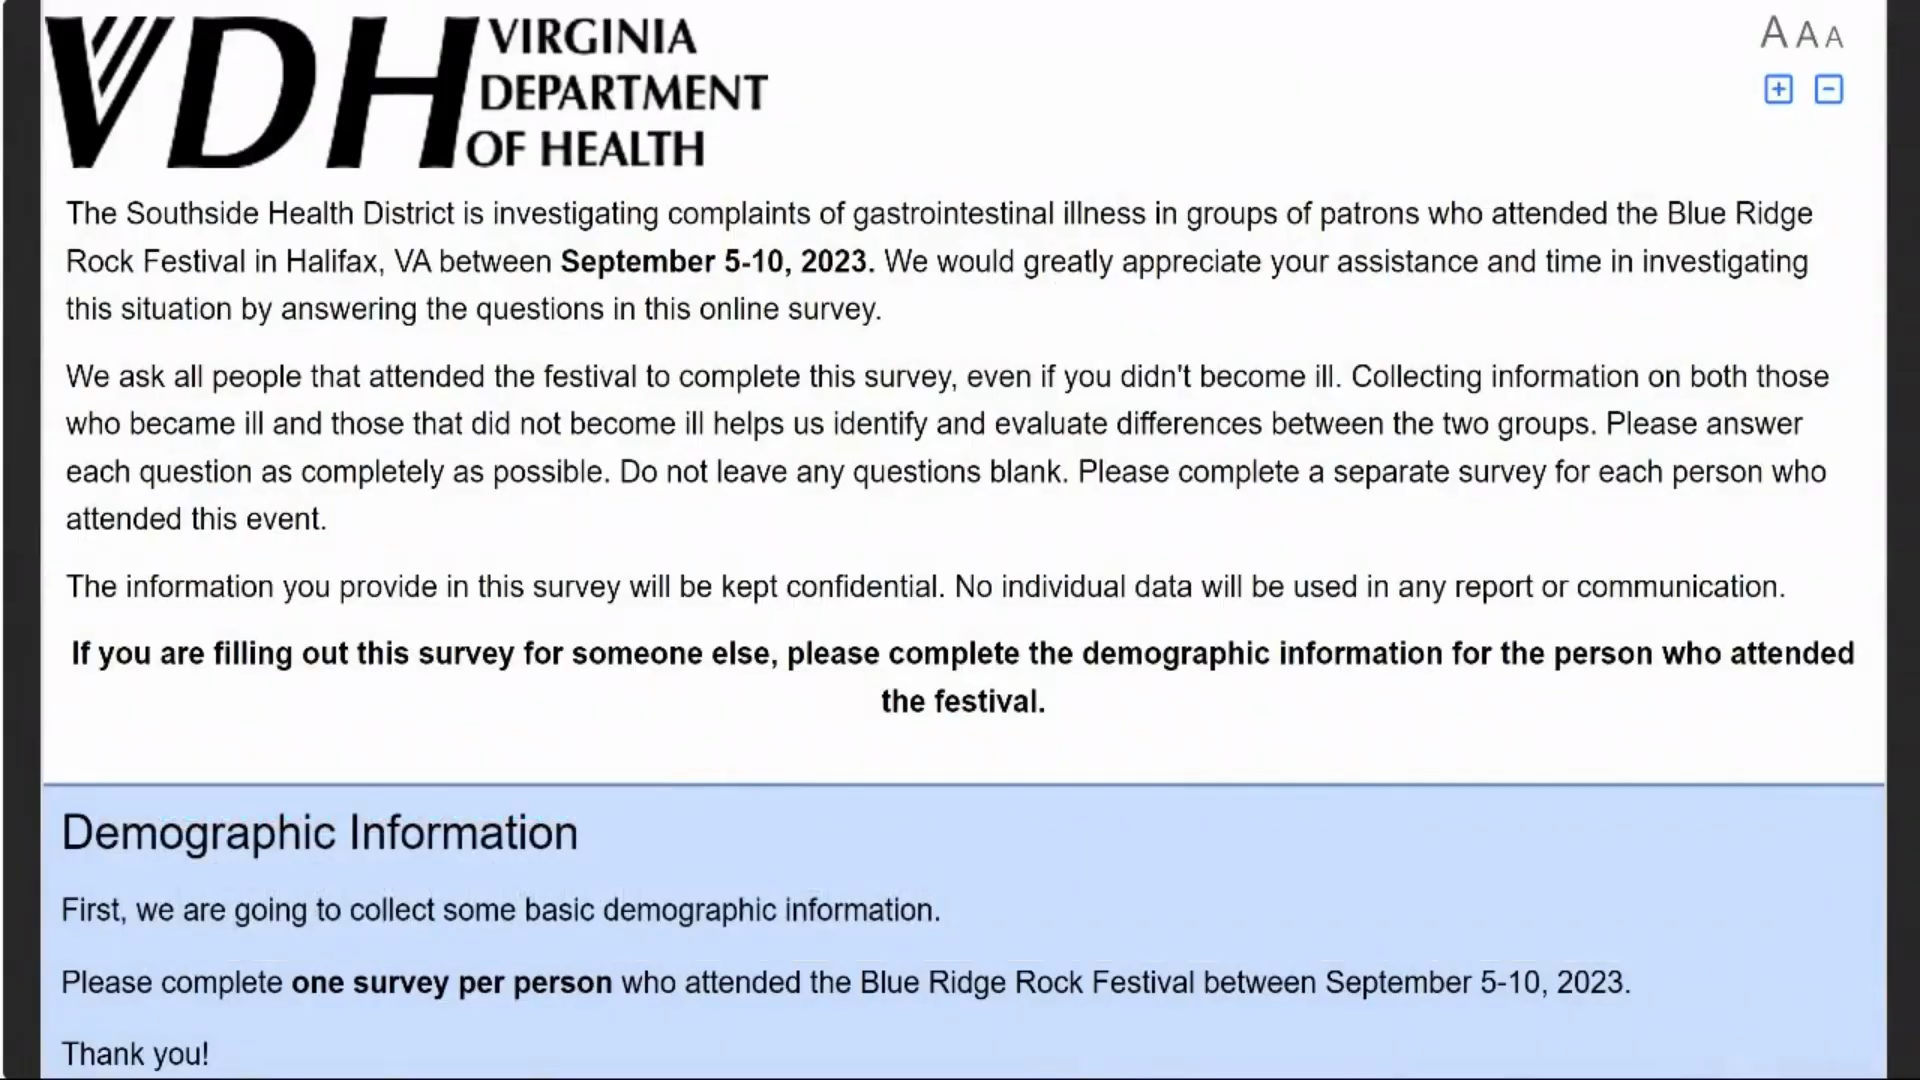 VDH VIRGINIA
DEPARTMENT
OF HEALTH
A A A
+ -
The Southside Health District is investigating complaints of gastrointestinal illness in groups of patrons who attended the Blue Ridge
Rock Festival in Halifax, VA between September 5-10, 2023. We would greatly appreciate your assistance and time in investigating
this situation by answering the questions in this online survey.
We ask all people that attended the festival to complete this survey, even if you didn't become ill. Collecting information on both those
who became ill and those that did not become ill helps us identify and evaluate differences between the two groups. Please answer
each question as completely as possible. Do not leave any questions blank. Please complete a separate survey for each person who
attended this event.
The information you provide in this survey will be kept confidential. No individual data will be used in any report or communication.
If you are filling out this survey for someone else, please complete the demographic information for the person who attended
the festival.
Demographic Information
First, we are going to collect some basic demographic information.
Please complete one survey per person who attended the Blue Ridge Rock Festival between September 5-10, 2023.
Thank you!